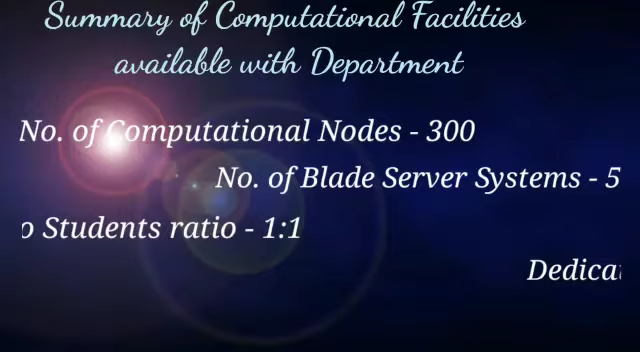 Summary of Computational Facilities
available with Department
No. of Computational Nodes - 300
No. of Blade Server Systems - 5
Students ratio - 1:1